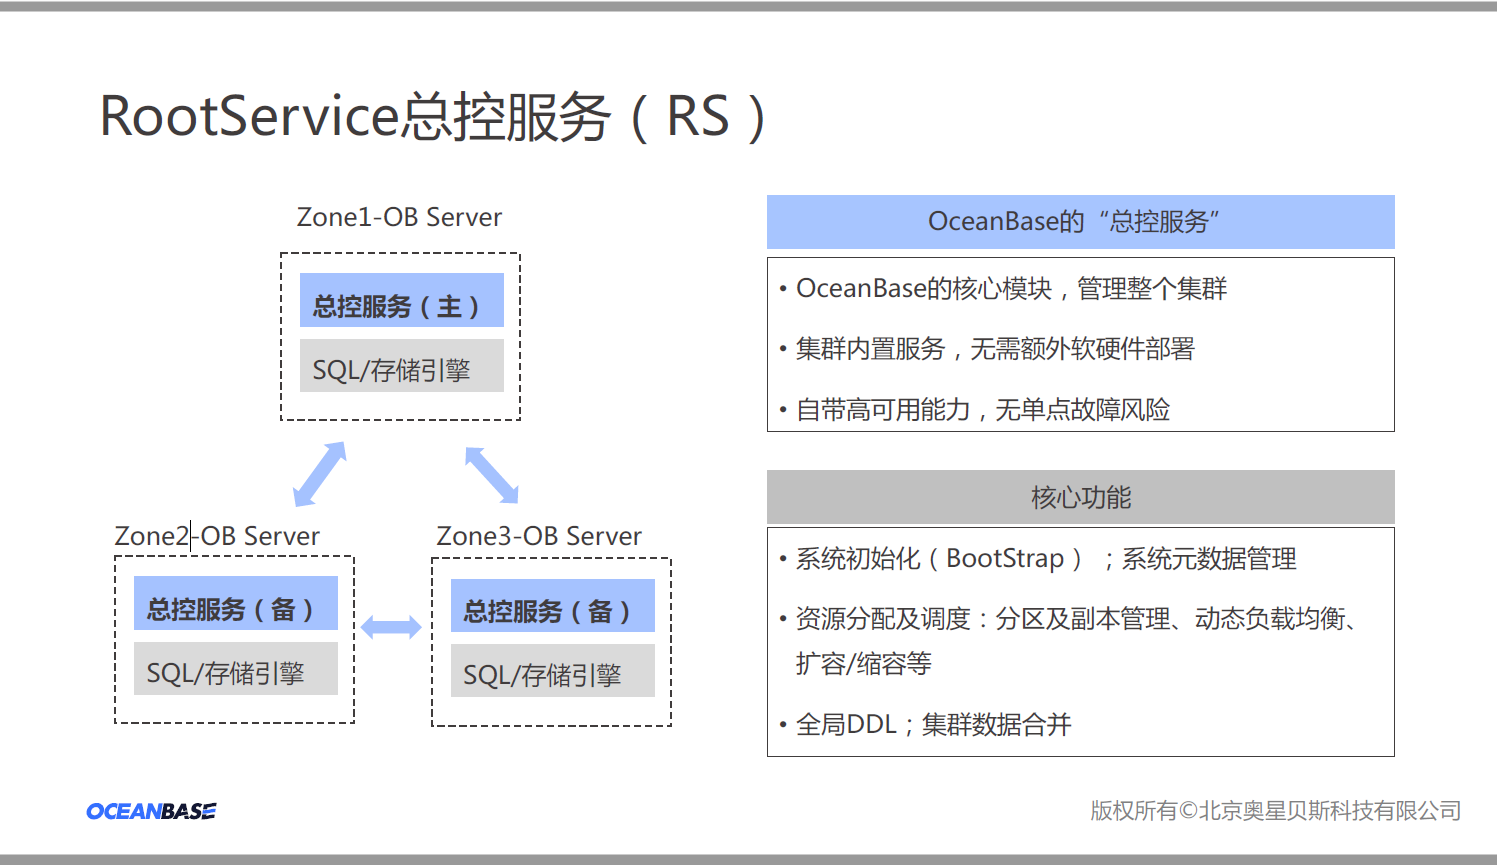 RootService总控服务（RS）
Zone1-OB Server
总控服务（主）
SQL/存储引擎
Zone2-OB Server
总控服务（备）
SQL/存储引擎
Zone3-OB Server
总控服务（备）
SQL/存储引擎
OceanBase的“总控服务”
• OceanBase的核心模块，管理整个集群
• 集群内置服务，无需额外软硬件部署
• 自带高可用能力，无单点故障风险
核心功能
• 系统初始化（BootStrap）；系统元数据管理
• 资源分配及调度：分区及副本管理、动态负载均衡、
扩容/缩容等
• 全局DDL；集群数据合并
OCEANBASE
版权所有©北京奥星贝斯科技有限公司